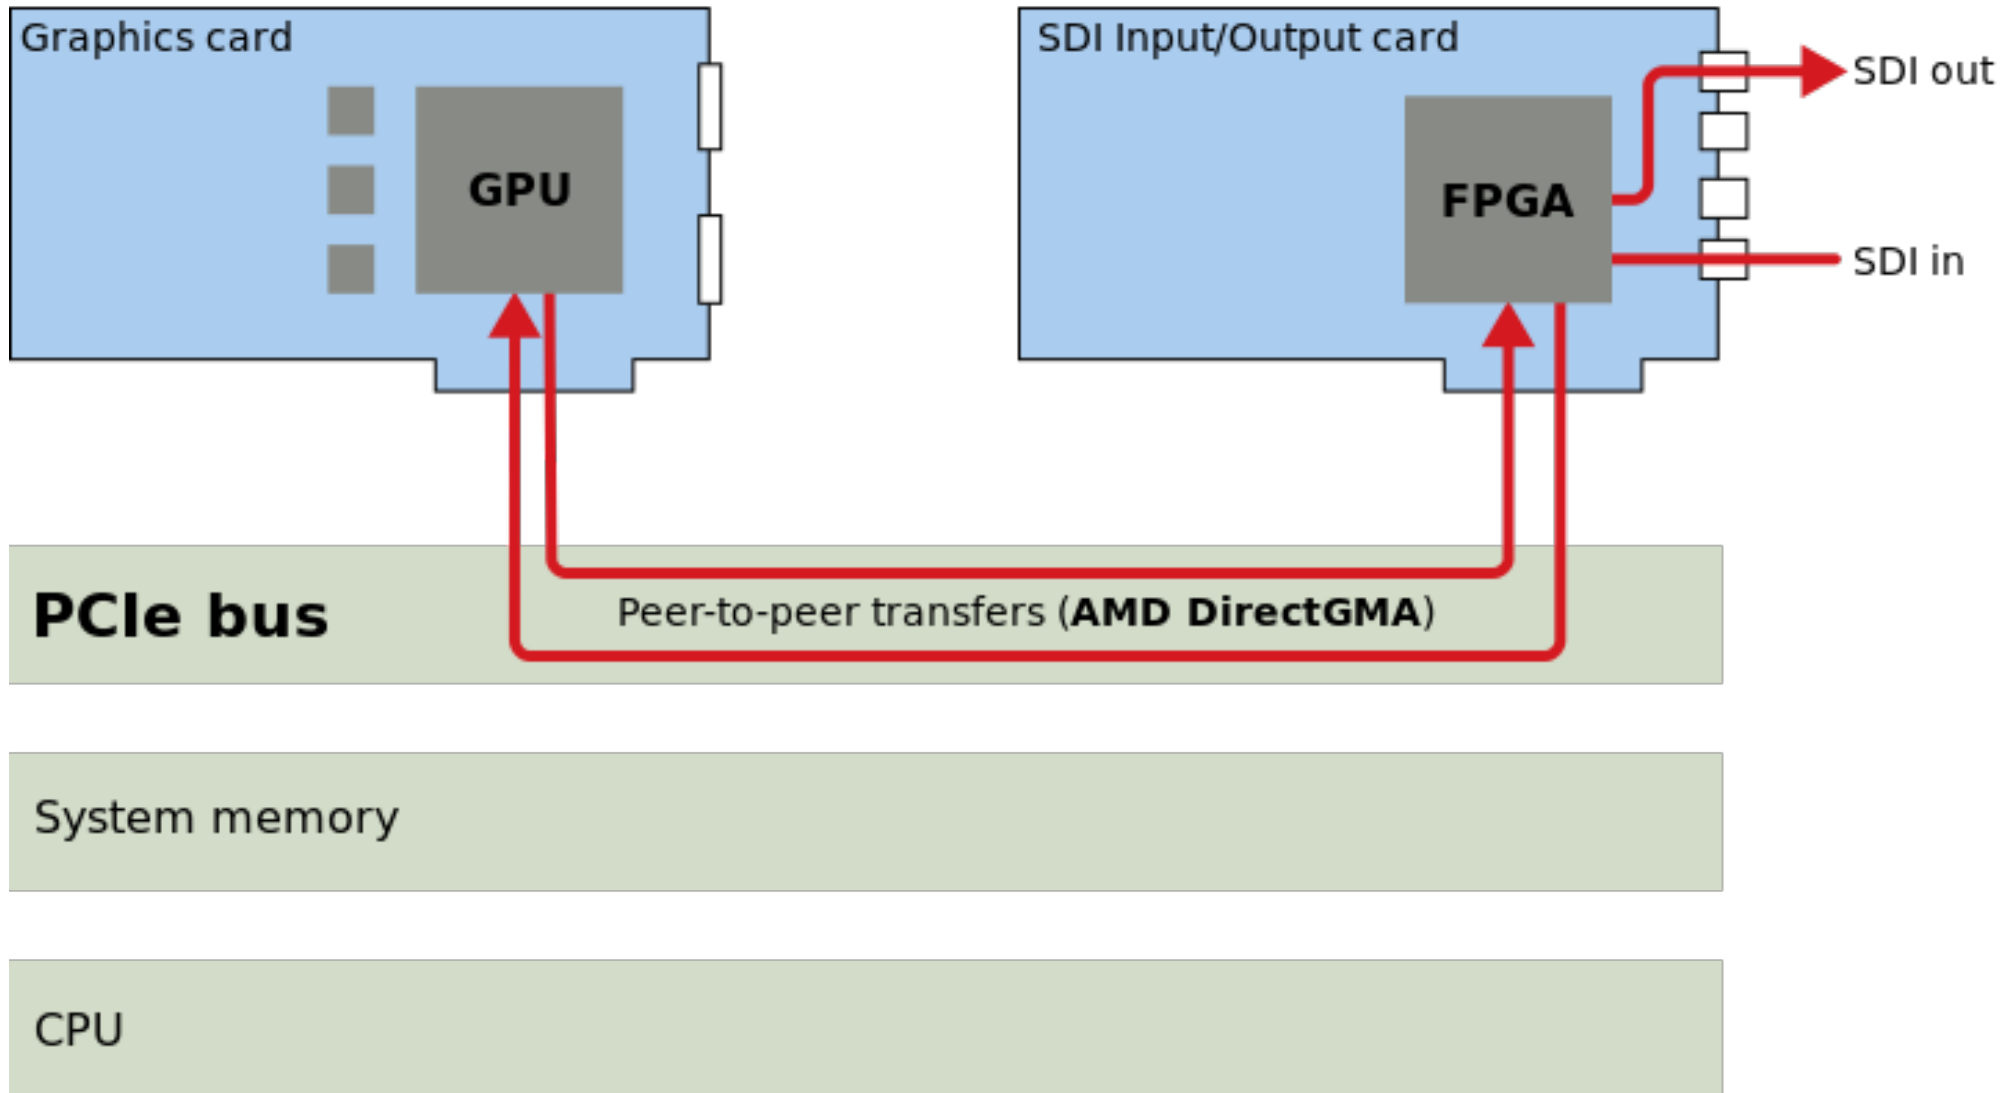 Graphics card
GPU
SDI Input/Output card
FPGA
SDI out
SDI in
PCIe bus
Peer-to-peer transfers (AMD DirectGMA)
System memory
CPU